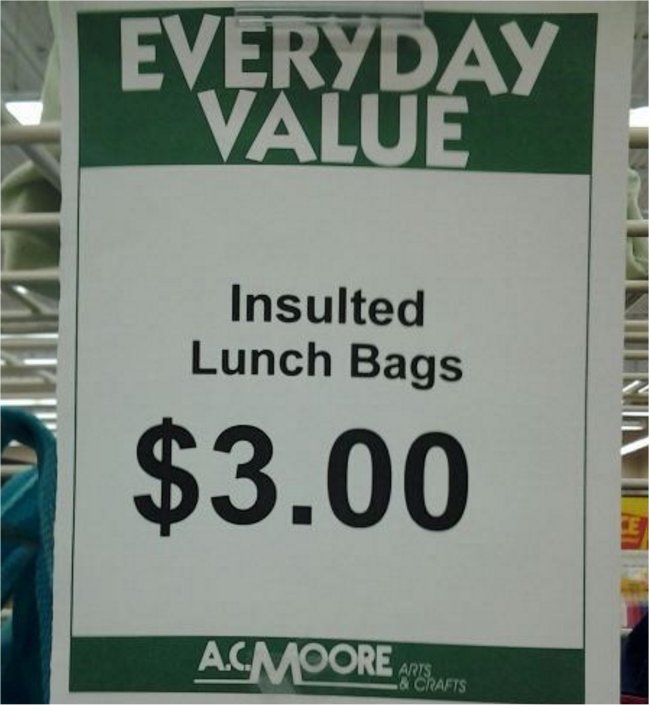 EVERYDAY
VALUE
Insulted
Lunch Bags
$3.00
A.C.MOORE ARTS
& CRAFTS